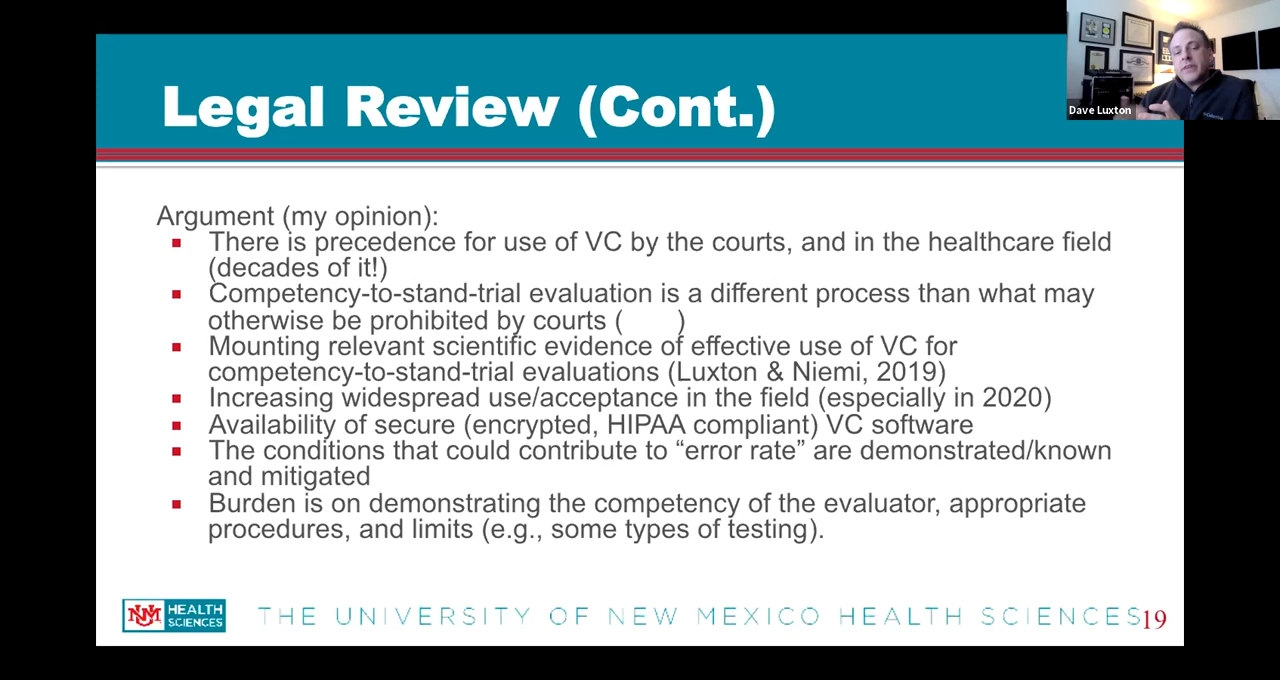 Legal Review (Cont.)
Dave Luxton
Argument (my opinion):
There is precedence for use of VC by the courts, and in the healthcare field
(decades of it!)
Competency-to-stand-trial evaluation is a different process than what may
otherwise be prohibited by courts ( )
Mounting relevant scientific evidence of effective use of VC for
competency-to-stand-trial evaluations (Luxton & Niemi, 2019)
Increasing widespread use/acceptance in the field (especially in 2020)
Availability of secure (encrypted, HIPAA compliant) VC software
The conditions that could contribute to “error rate” are demonstrated/known
and mitigated
Burden is on demonstrating the competency of the evaluator, appropriate
procedures, and limits (e.g., some types of testing).
UNM HEALTH
SCIENCES
THE UNIVERSITY OF NEW MEXICO HEALTH SCIENCES
19